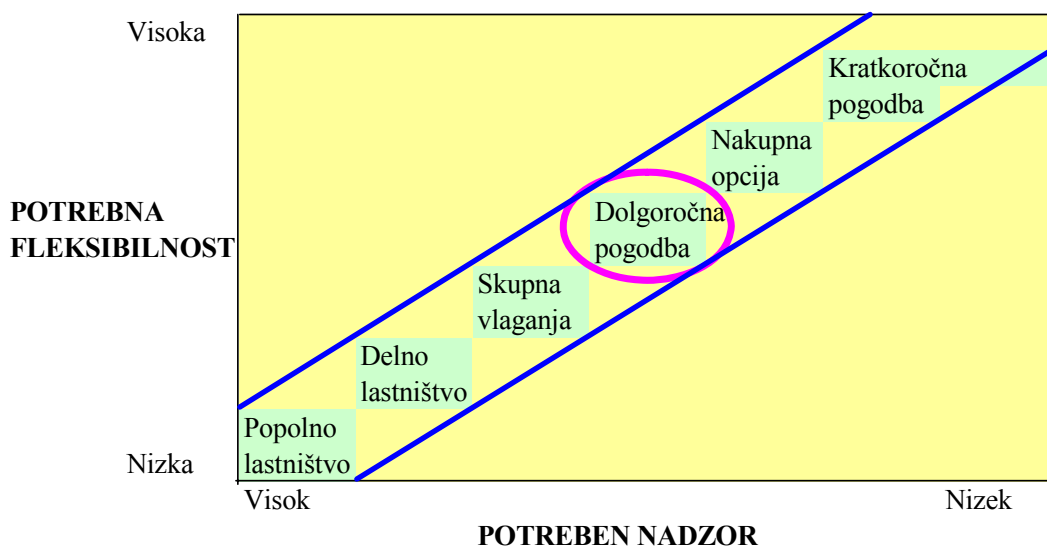 Visoka
Kratkoročna
pogodba
Nakupna
opcija
POTREBNA
FLEKSIBILNOST
Dolgoročna
pogodba
Skupna
vlaganja
Delno
lastništvo
Popolno
lastništvo
Nizka
Visok
Nizek
POTREBEN NADZOR